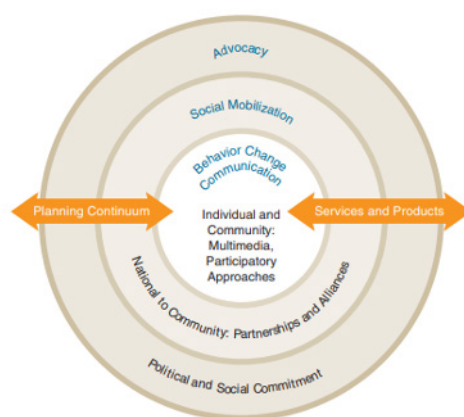 Advocacy
Social Mobilization
Behavior Change
Communication
Planning Continuum
Services and Products
Individual and
Community:
Multimedia,
Participatory
Approaches
National to Community: Partnerships and Alliances
Political and Social Commitment